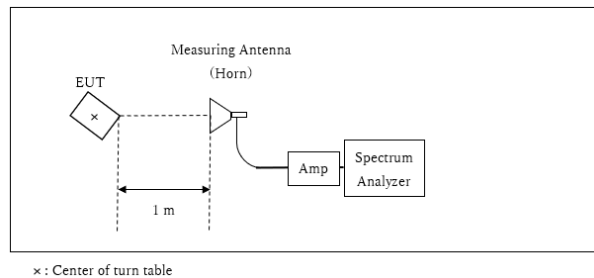 Measuring Antenna
(Horn)
EUT
×
Amp
Spectrum
Analyzer
1 m
× : Center of turn table